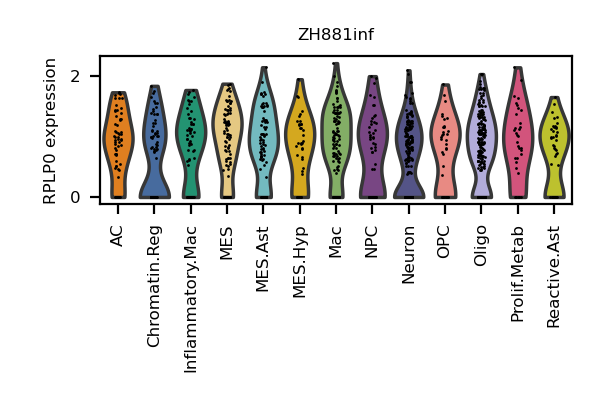 ZH881inf
RPLP0 expression
2
0
AC
Chromatin.Reg
Inflammatory.Mac
MES
MES.Ast
MES.Hyp
Mac
NPC
Neuron
OPC
Oligo
Prolif.Metab
Reactive.Ast